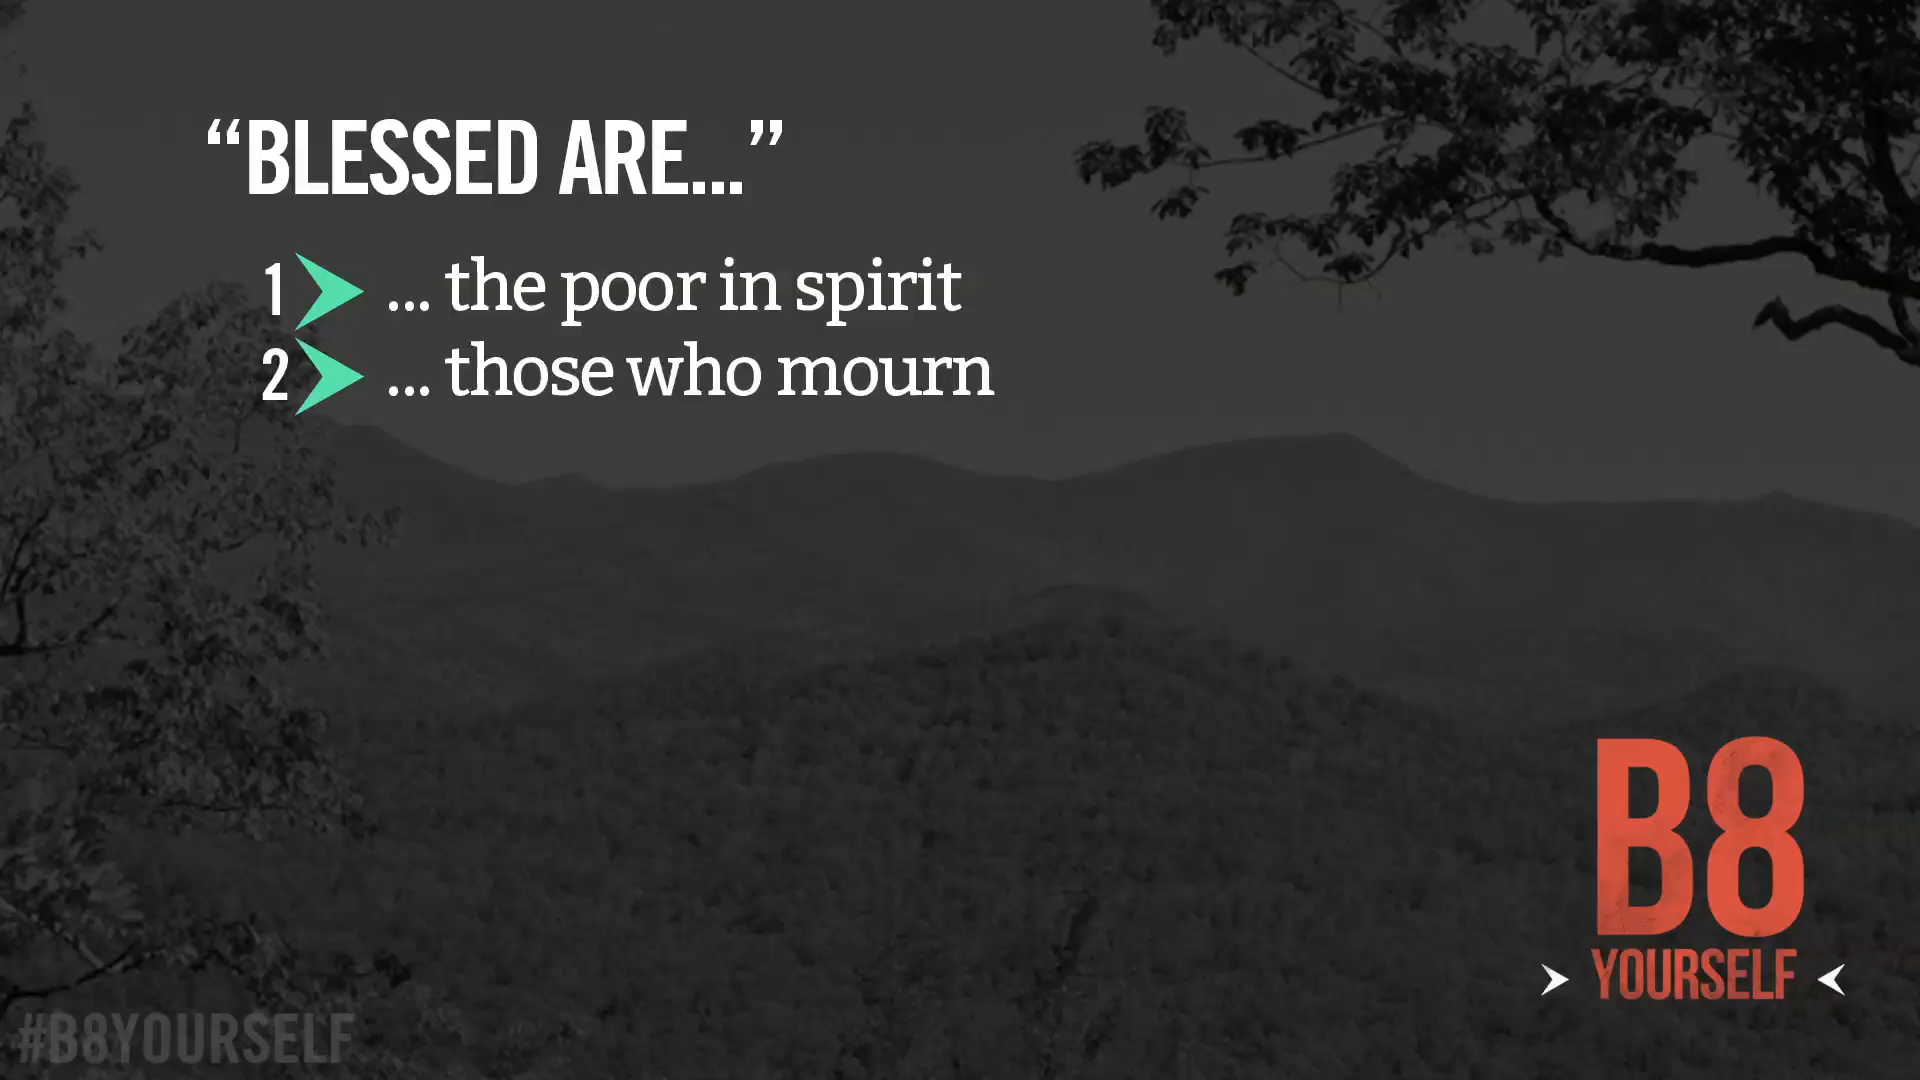 “BLESSED ARE...”
1 ... the poor in spirit
2 ... those who mourn
B8
YOURSELF
#B8YOURSELF